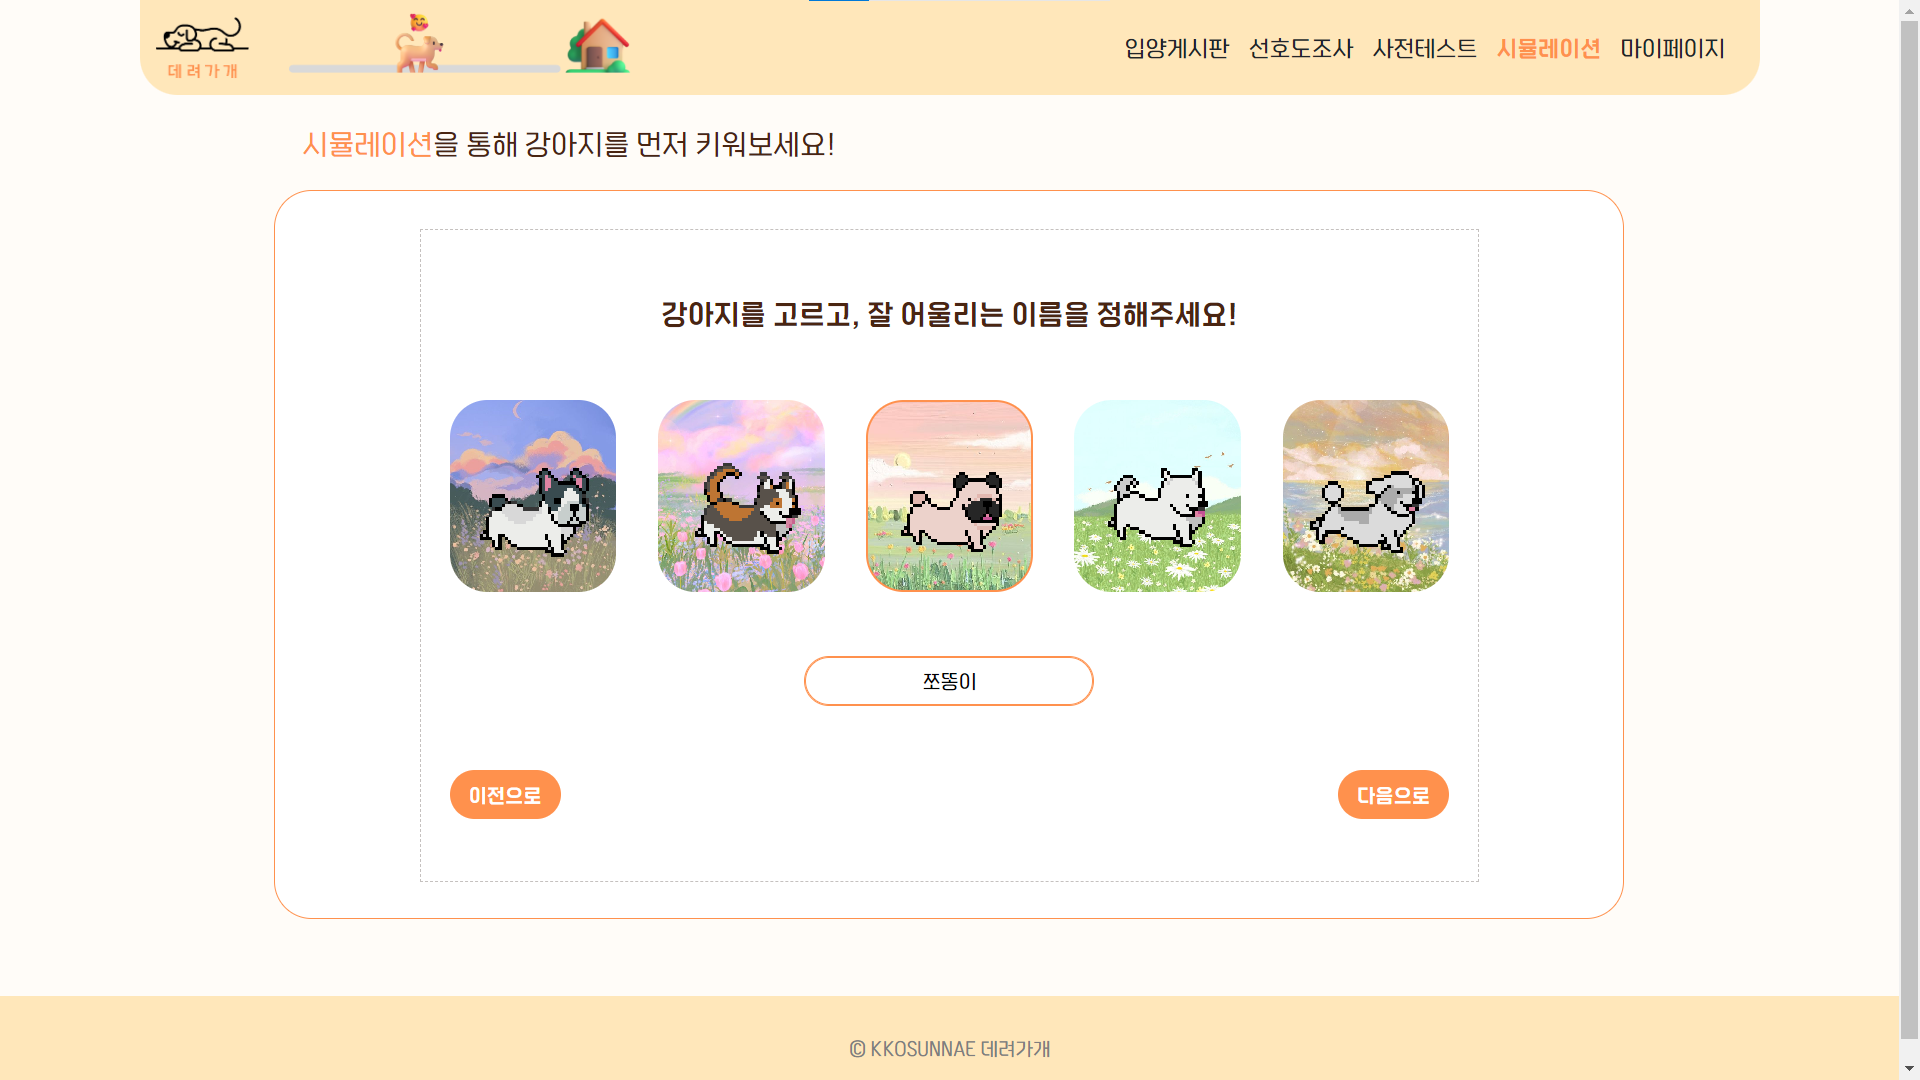 데려가개
입양게시판 선호도조사 사전테스트 시뮬레이션 마이페이지
시뮬레이션을 통해 강아지를 먼저 키워보세요!
강아지를 고르고, 잘 어울리는 이름을 정해주세요!
쪼똥이
이전으로 다음으로
© KKOSUNNAE 데려가개